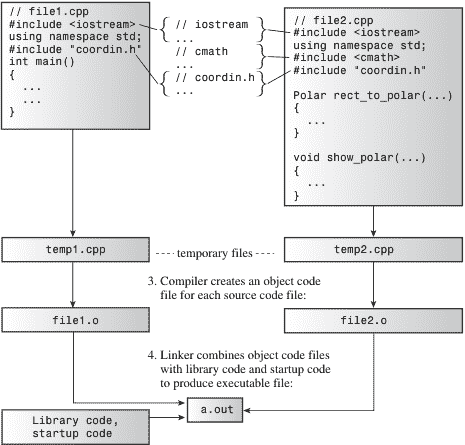 // file1.cpp
#include <iostream>
using namespace std;
#include "coordin.h"
int main()
{
...
...
}
// iostream
...
// cmath
...
// coordin.h
...
// file2.cpp
#include <iostream>
using namespace std;
#include <cmath>
#include "coordin.h"
Polar rect_to_polar(...)
{
...
}
void show_polar(...)
{
...
}
temp1.cpp
temporary files
temp2.cpp
3. Compiler creates an object code
file for each source code file:
file1.o
file2.o
4. Linker combines object code files
with library code and startup code
to produce executable file:
a.out
Library code,
startup code